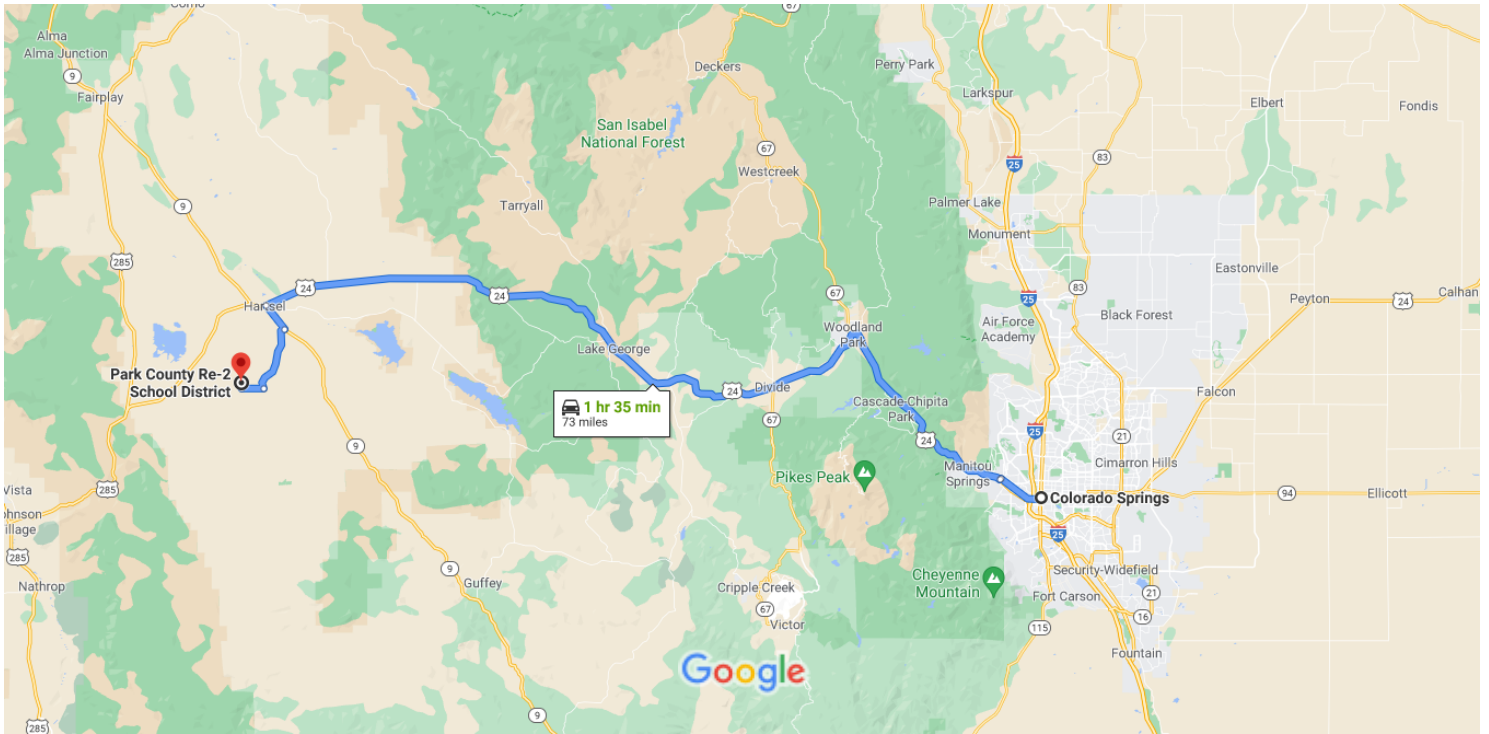 Como
67
Alma
Alma Junction
9
Fairplay
Deckers
Perry Park
Larkspur
Elbert
Fondis
San Isabel
National Forest
67
25
83
Westcreek
9
Tarryall
Palmer Lake
Monument
285
Eastonville
24
24
67
25
83
Peyton
24
Calhan
Hartsel
Woodland
Park
Air Force
Academy
Black Forest
Lake George
Park County Re-2
School District
1 hr 35 min
73 miles
24
Divide
Falcon
Cascade-Chipita
Park
67
25
21
24
9
Pikes Peak
Manitou
Springs
Cimarron Hills
285
Vista
Johnson
Village
Colorado Springs
94
Ellicott
25
285
Nathrop
9
Guffey
Cripple Creek
67
Victor
Cheyenne
Mountain
Security-Widefield
Fort Carson
21
16
115
Fountain
Google
9
285